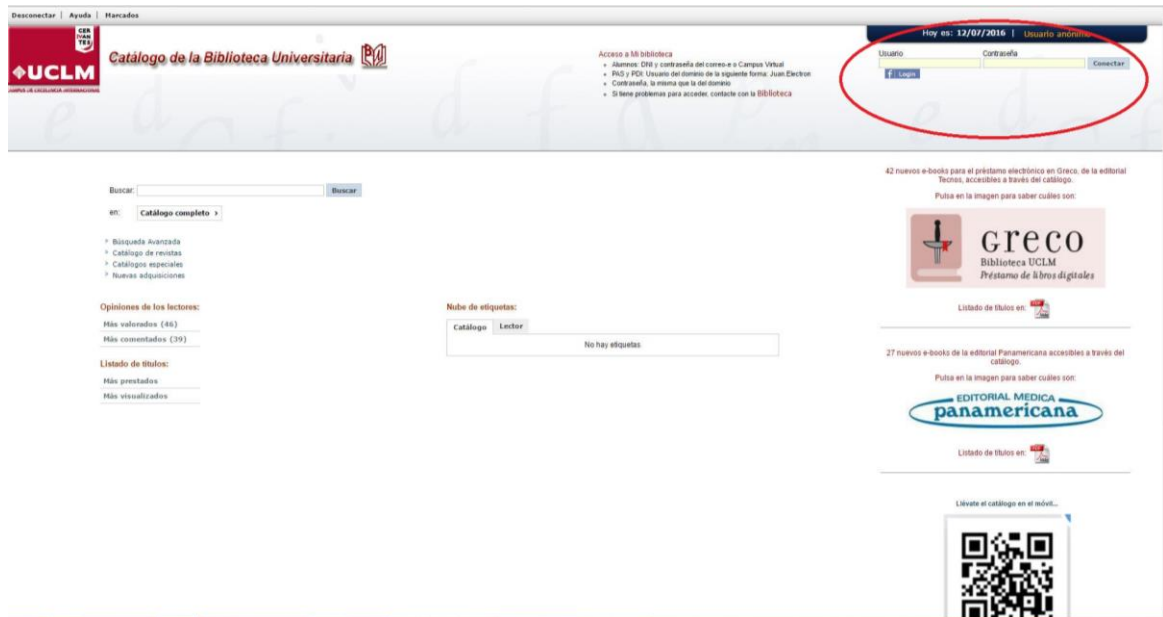 Desconectar | Ayuda | Marcados
CER
IVAN
TES
UCLM
CAMPUS DE EXCELENCIA INTERNACIONAL
Catálogo de la Biblioteca Universitaria
Acceso a Mi biblioteca
Alumnos: DNI y contraseña del correo-e o Campus Virtual
PAS y PDI: Usuario del dominio de la siguiente forma: Juan.Electron
Contraseña, la misma que la del dominio
Si tiene problemas para acceder, contacte con la Biblioteca
Hoy es: 12/07/2016 | Usuario anónimo
Usuario Contraseña
Conectar
f Login
Buscar: Buscar
en: Catálogo completo ›
Búsqueda Avanzada
Catálogo de revistas
Catálogos especiales
Nuevas adquisiciones
Opiniones de los lectores:
Más valorados (46)
Más comentados (39)
Listado de títulos:
Más prestados
Más visualizados
Nube de etiquetas:
Catálogo Lector
No hay etiquetas
42 nuevos e-books para el préstamo electrónico en Greco, de la editorial
Tecnos, accesibles a través del catálogo.
Pulsa en la imagen para saber cuáles son:
Greco
Biblioteca UCLM
Préstamo de libros digitales
Listado de títulos en:
27 nuevos e-books de la editorial Panamericana accesibles a través del
catálogo.
Pulsa en la imagen para saber cuáles son:
EDITORIAL MEDICA
panamericana
Listado de títulos en:
Llévate el catálogo en el móvil...